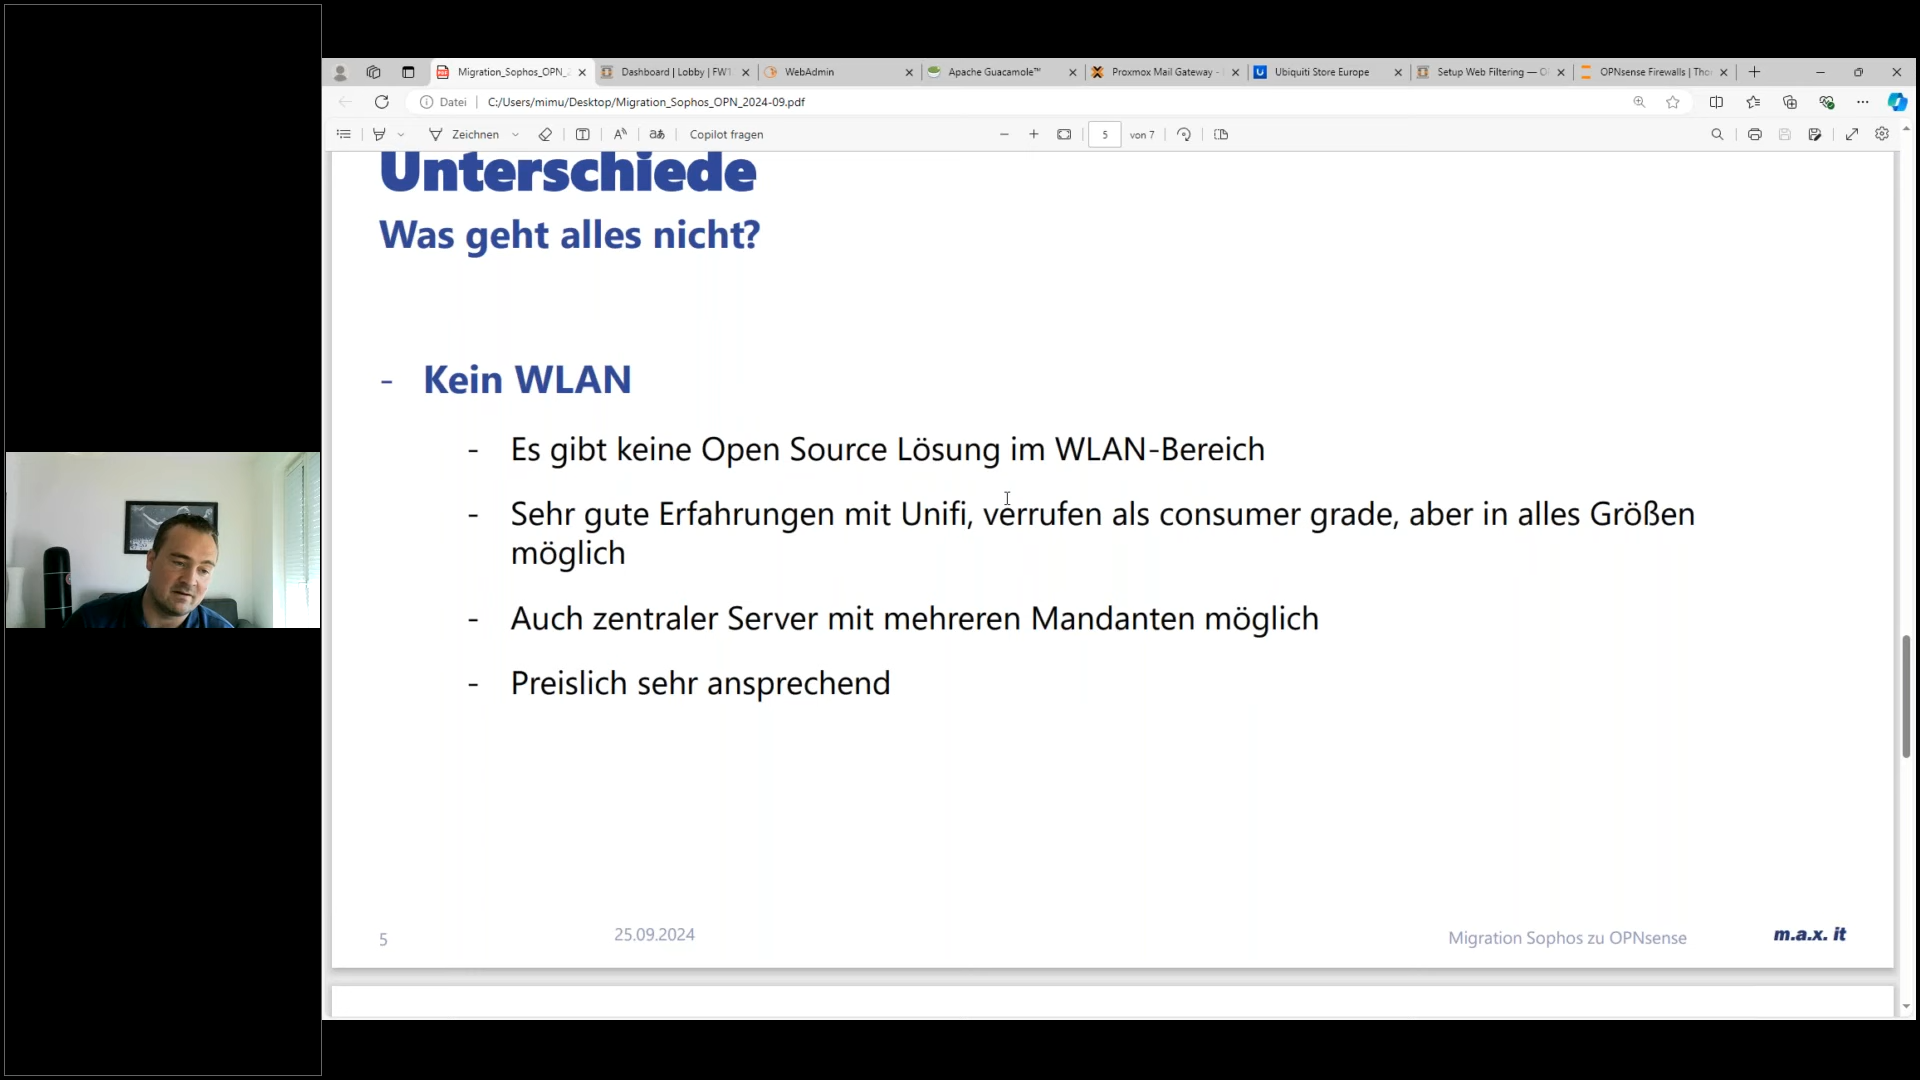 Migration_Sophos_OPN_2
Dashboard | Lobby | FW1
WebAdmin
Apache Guacamole™
Proxmox Mail Gateway -
Ubiquiti Store Europe
Setup Web Filtering — O
OPNsense Firewalls | Tho
Datei
C:/Users/mimu/Desktop/Migration_Sophos_OPN_2024-09.pdf
Zeichnen
Copilot fragen
5
von 7
Unterschiede
Was geht alles nicht?
- Kein WLAN
- Es gibt keine Open Source Lösung im WLAN-Bereich
- Sehr gute Erfahrungen mit Unifi, verrufen als consumer grade, aber in alles Größen
möglich
- Auch zentraler Server mit mehreren Mandanten möglich
- Preislich sehr ansprechend
5
25.09.2024
Migration Sophos zu OPNsense
m.a.x. it